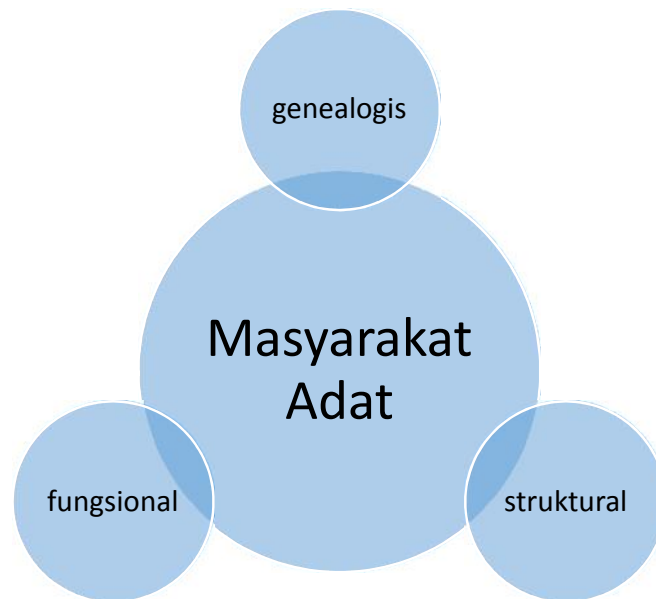 genealogis
Masyarakat
Adat
fungsional
struktural